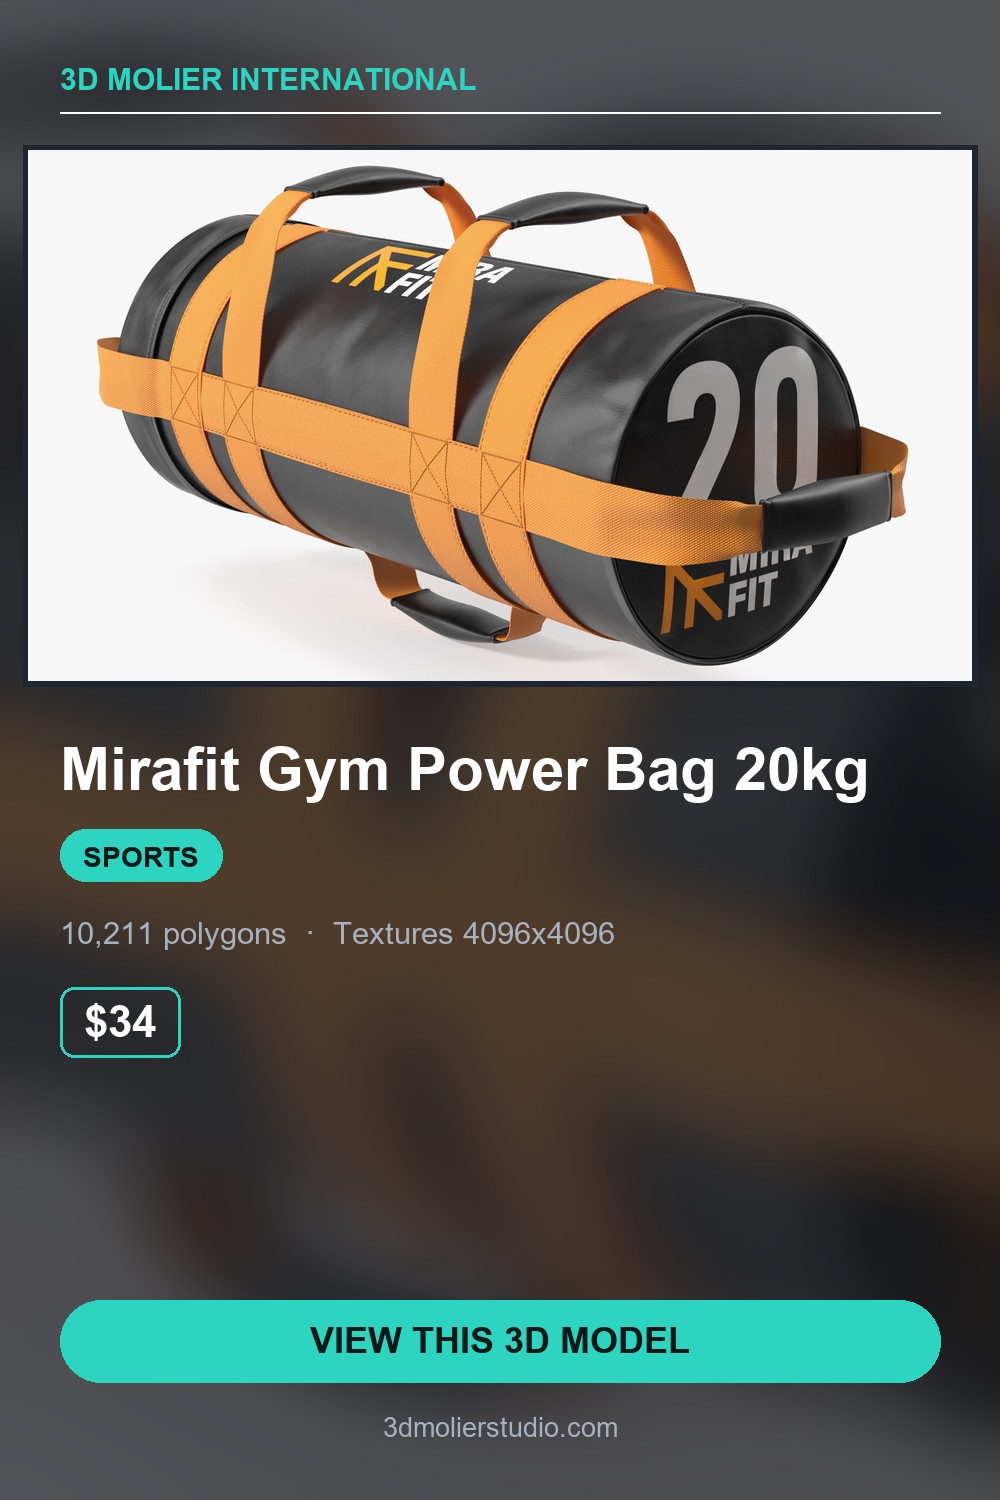 3D MOLIER INTERNATIONAL
MIRA
FIT
20
MIRA
FIT
Mirafit Gym Power Bag 20kg
SPORTS
10,211 polygons · Textures 4096x4096
$34
VIEW THIS 3D MODEL
3dmolierstudio.com